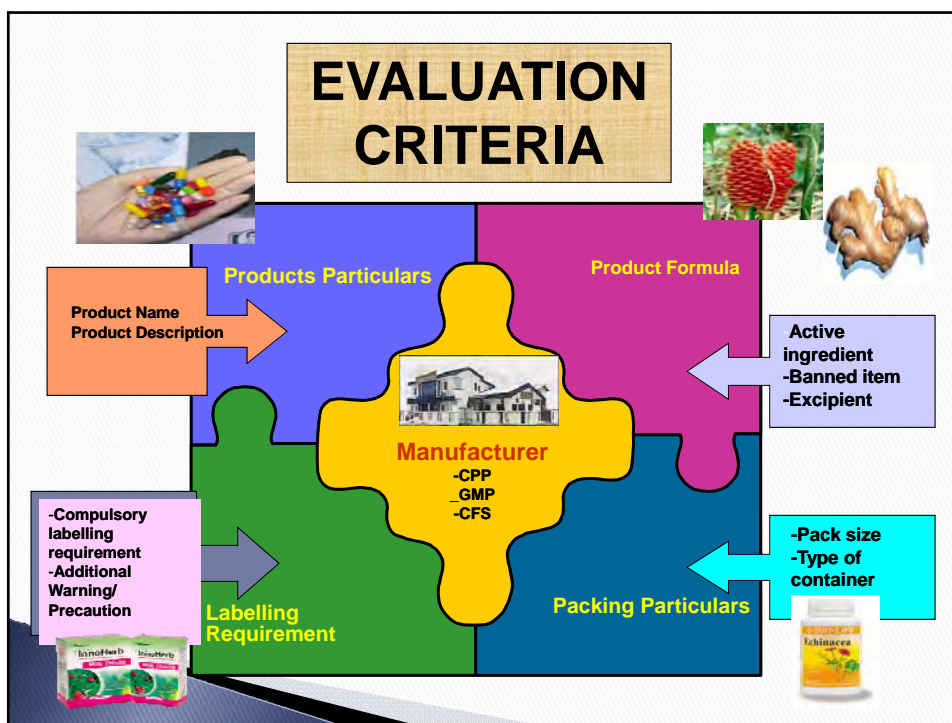 EVALUATION
CRITERIA
Products Particulars
Product Formula
Product Name
Product Description
Active
ingredient
-Banned item
-Excipient
Manufacturer
-CPP
_GMP
-CFS
-Compulsory
labelling
requirement
-Additional
Warning/
Precaution
Labelling
Requirement
-Pack size
-Type of
container
Packing Particulars
InnoHerb
InnoHerb
Echinacea